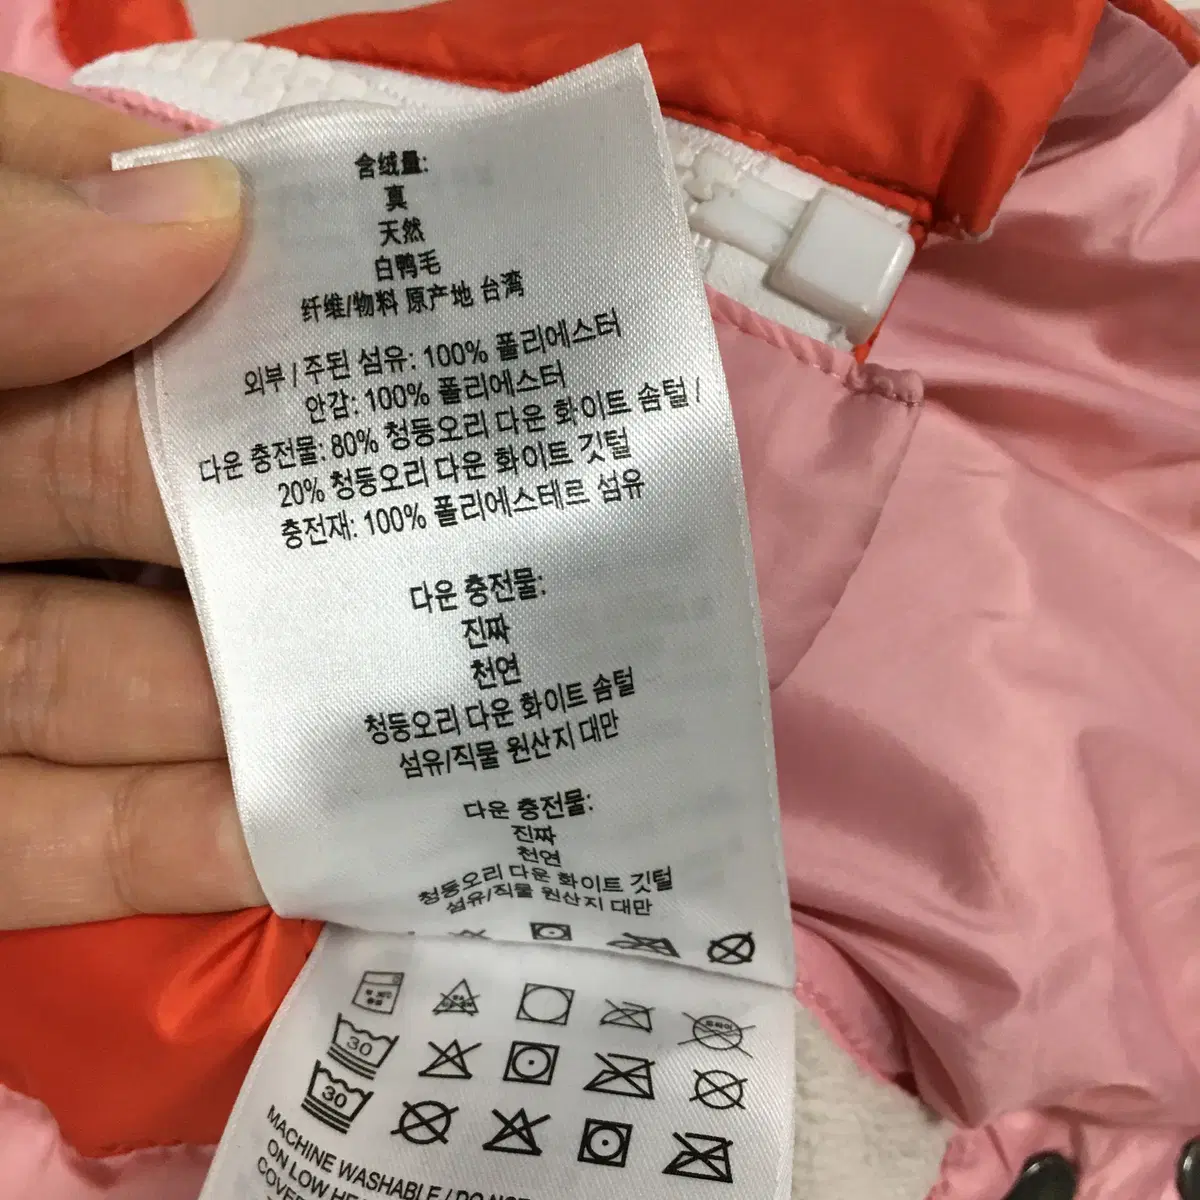 含绒量:
真
天然
白鸭毛
纤维/物料 原产地 台湾
외부 / 주된 섬유: 100% 폴리에스터
안감: 100% 폴리에스터
다운 충전물: 80% 청둥오리 다운 화이트 솜털 /
20% 청둥오리 다운 화이트 깃털
충전재: 100% 폴리에스테르 섬유
다운 충전물:
진짜
천연
청둥오리 다운 화이트 솜털
섬유/직물 원산지 대만
다운 충전물:
진짜
천연
청둥오리 다운 화이트 깃털
섬유/직물 원산지 대만
30
30
MACHINE WASHABLE / DO NOT
ON LOW